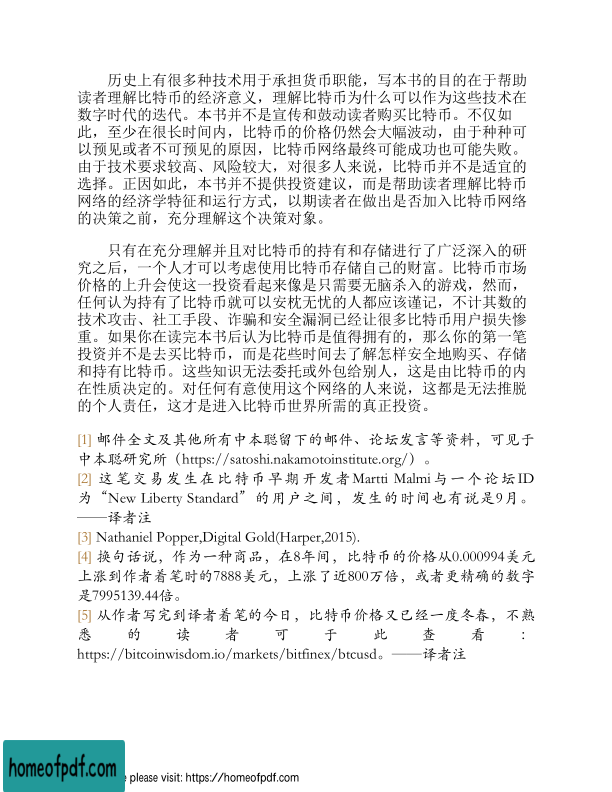 历史上有很多种技术用于承担货币职能，写本书的目的在于帮助
读者理解比特币的经济意义，理解比特币为什么可以作为这些技术在
数字时代的迭代。本书并不是宣传和鼓动读者购买比特币。不仅如
此，至少在很长时间内，比特币的价格仍然会大幅波动，由于种种可
以预见或者不可预见的原因，比特币网络最终可能成功也可能失败。
由于技术要求较高、风险较大，对很多人来说，比特币并不是适宜的
选择。正因如此，本书并不提供投资建议，而是帮助读者理解比特币
网络的经济学特征和运行方式，以期读者在做出是否加入比特币网络
的决策之前，充分理解这个决策对象。
只有在充分理解并且对比特币的持有和存储进行了广泛深入的研
究之后，一个人才可以考虑使用比特币存储自己的财富。比特币市场
价格的上升会使这一投资看起来像是只需要无脑杀入的游戏，然而，
任何认为持有了比特币就可以安枕无忧的人都应该谨记，不计其数的
技术攻击、社工手段、诈骗和安全漏洞已经让很多比特币用户损失惨
重。如果你在读完本书后认为比特币是值得拥有的，那么你的第一笔
投资并不是去买比特币，而是花些时间去了解怎样安全地购买、存储
和持有比特币。这些知识无法委托或外包给别人，这是由比特币的内
在性质决定的。对任何有意使用这个网络的人来说，这都是无法推脱
的个人责任，这才是进入比特币世界所需的真正投资。
[1] 邮件全文及其他所有中本聪留下的邮件、论坛发言等资料，可见于
中本聪研究所（https://satoshi.nakamotoinstitute.org/）。
[2] 这笔交易发生在比特币早期开发者Martti Malmi与一个论坛ID
为“New Liberty Standard”的用户之间，发生的时间也有说是9月。
——译者注
[3] Nathaniel Popper,Digital Gold(Harper,2015).
[4] 换句话说，作为一种商品，在8年间，比特币的价格从0.000994美元
上涨到作者着笔时的7888美元，上涨了近800万倍，或者更精确的数字
是7995139.44倍。
[5] 从作者写完到译者着笔的今日，比特币价格又已经一度冬春，不熟
悉的读者可于此查看：
https://bitcoinwisdom.io/markets/bitfinex/btcusd。——译者注
homeofpdf.com
e please visit: https://homeofpdf.com